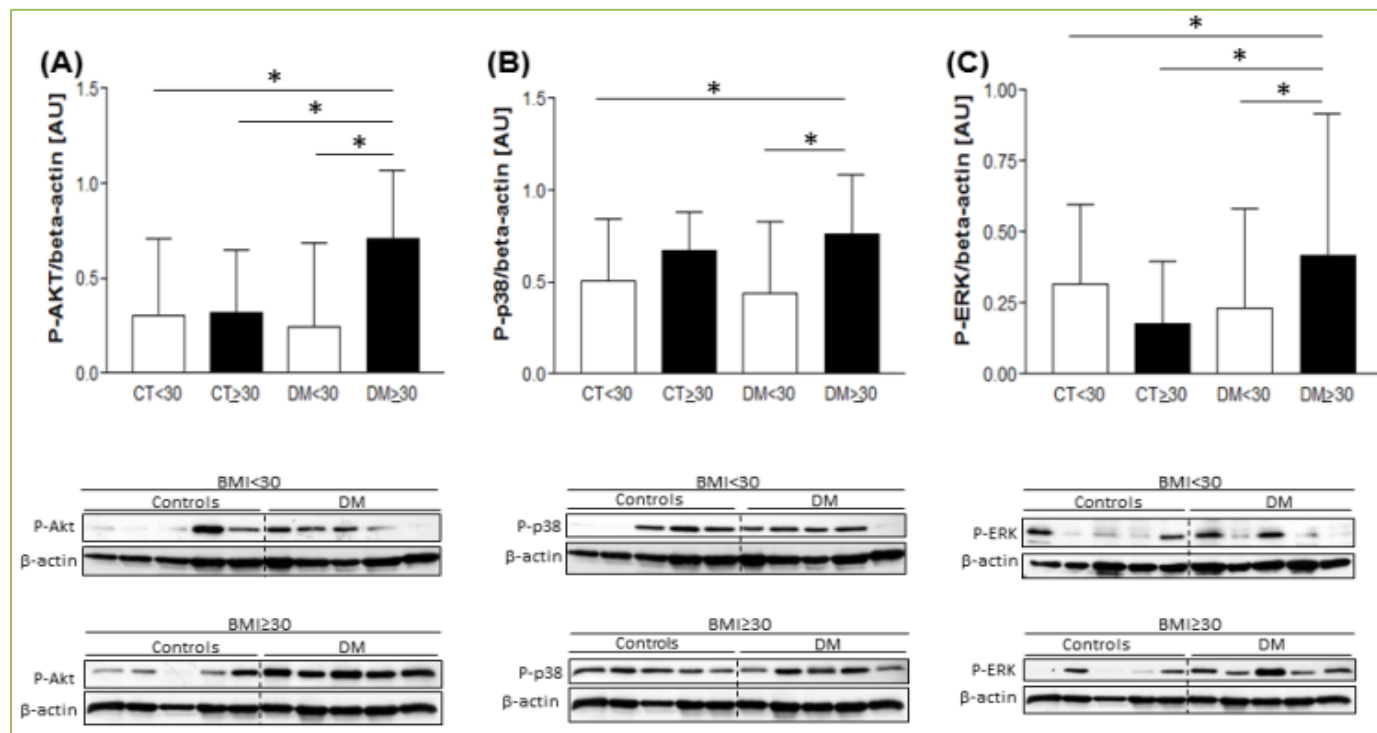 (A)
P-AKT/beta-actin [AU]
1.5
1.0
0.5
0.0
*
*
*
CT<30 CT≥30 DM<30 DM≥30
(B)
P-p38/beta-actin [AU]
1.5
1.0
0.5
0.0
*
*
CT<30 CT≥30 DM<30 DM≥30
(C)
P-ERK/beta-actin [AU]
1.00
0.75
0.50
0.25
0.00
*
*
*
CT<30 CT≥30 DM<30 DM≥30
BMI<30
Controls DM
P-Akt
β-actin
BMI≥30
Controls DM
P-Akt
β-actin
BMI<30
Controls DM
P-p38
β-actin
BMI≥30
Controls DM
P-p38
β-actin
BMI<30
Controls DM
P-ERK
β-actin
BMI≥30
Controls DM
P-ERK
β-actin